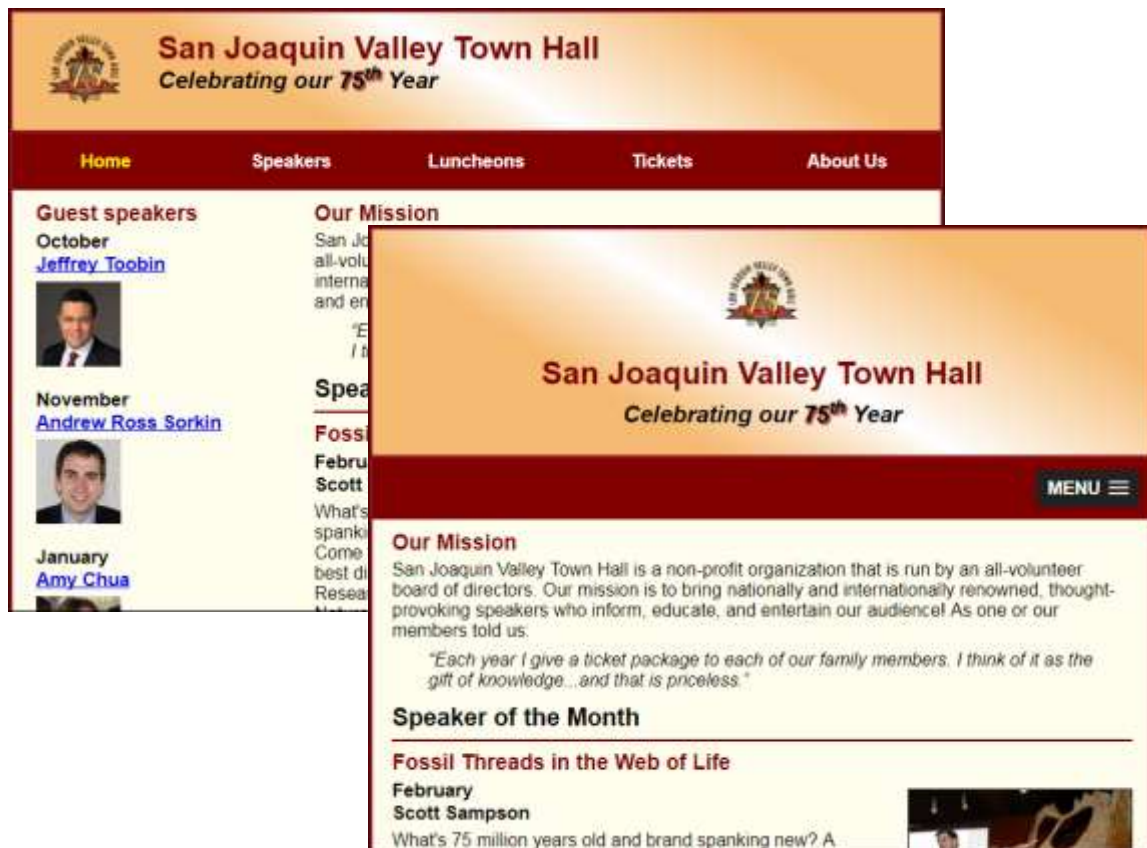 San Joaquin Valley Town Hall
Celebrating our 75th Year
Home Speakers Luncheons Tickets About Us
Guest speakers
October
Jeffrey Toobin
November
Andrew Ross Sorkin
January
Amy Chua
Our Mission
San Jo
all-volu
interna
and en
"E
I t
Spea
Fossi
Febru
Scott
What's
spanki
Come
best di
Resear
San Joaquin Valley Town Hall
Celebrating our 75th Year
MENU
Our Mission
San Joaquin Valley Town Hall is a non-profit organization that is run by an all-volunteer
board of directors. Our mission is to bring nationally and internationally renowned, thought-
provoking speakers who inform, educate, and entertain our audience! As one or our
members told us:
"Each year I give a ticket package to each of our family members. I think of it as the
gift of knowledge...and that is priceless."
Speaker of the Month
Fossil Threads in the Web of Life
February
Scott Sampson
What's 75 million years old and brand spanking new? A